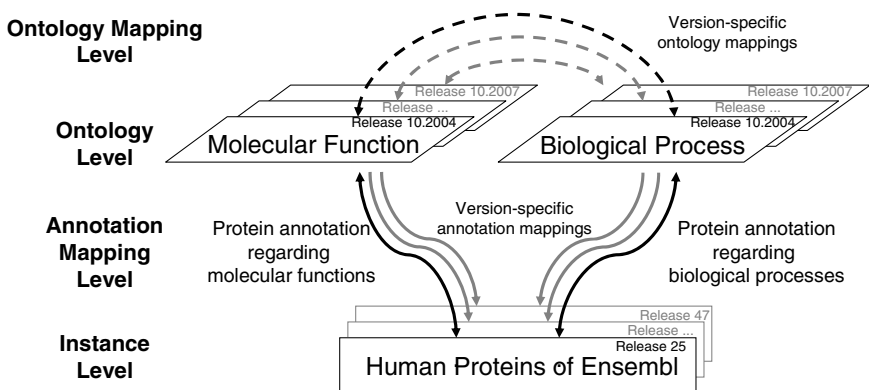 Ontology Mapping
Level
Version-specific
ontology mappings
Release 10.2007
Release ...
Release 10.2004
Molecular Function
Release 10.2007
Release ...
Release 10.2004
Biological Process
Ontology
Level
Annotation
Mapping
Level
Protein annotation
regarding
molecular functions
Version-specific
annotation mappings
Protein annotation
regarding
biological processes
Instance
Level
Release 47
Release ...
Release 25
Human Proteins of Ensembl